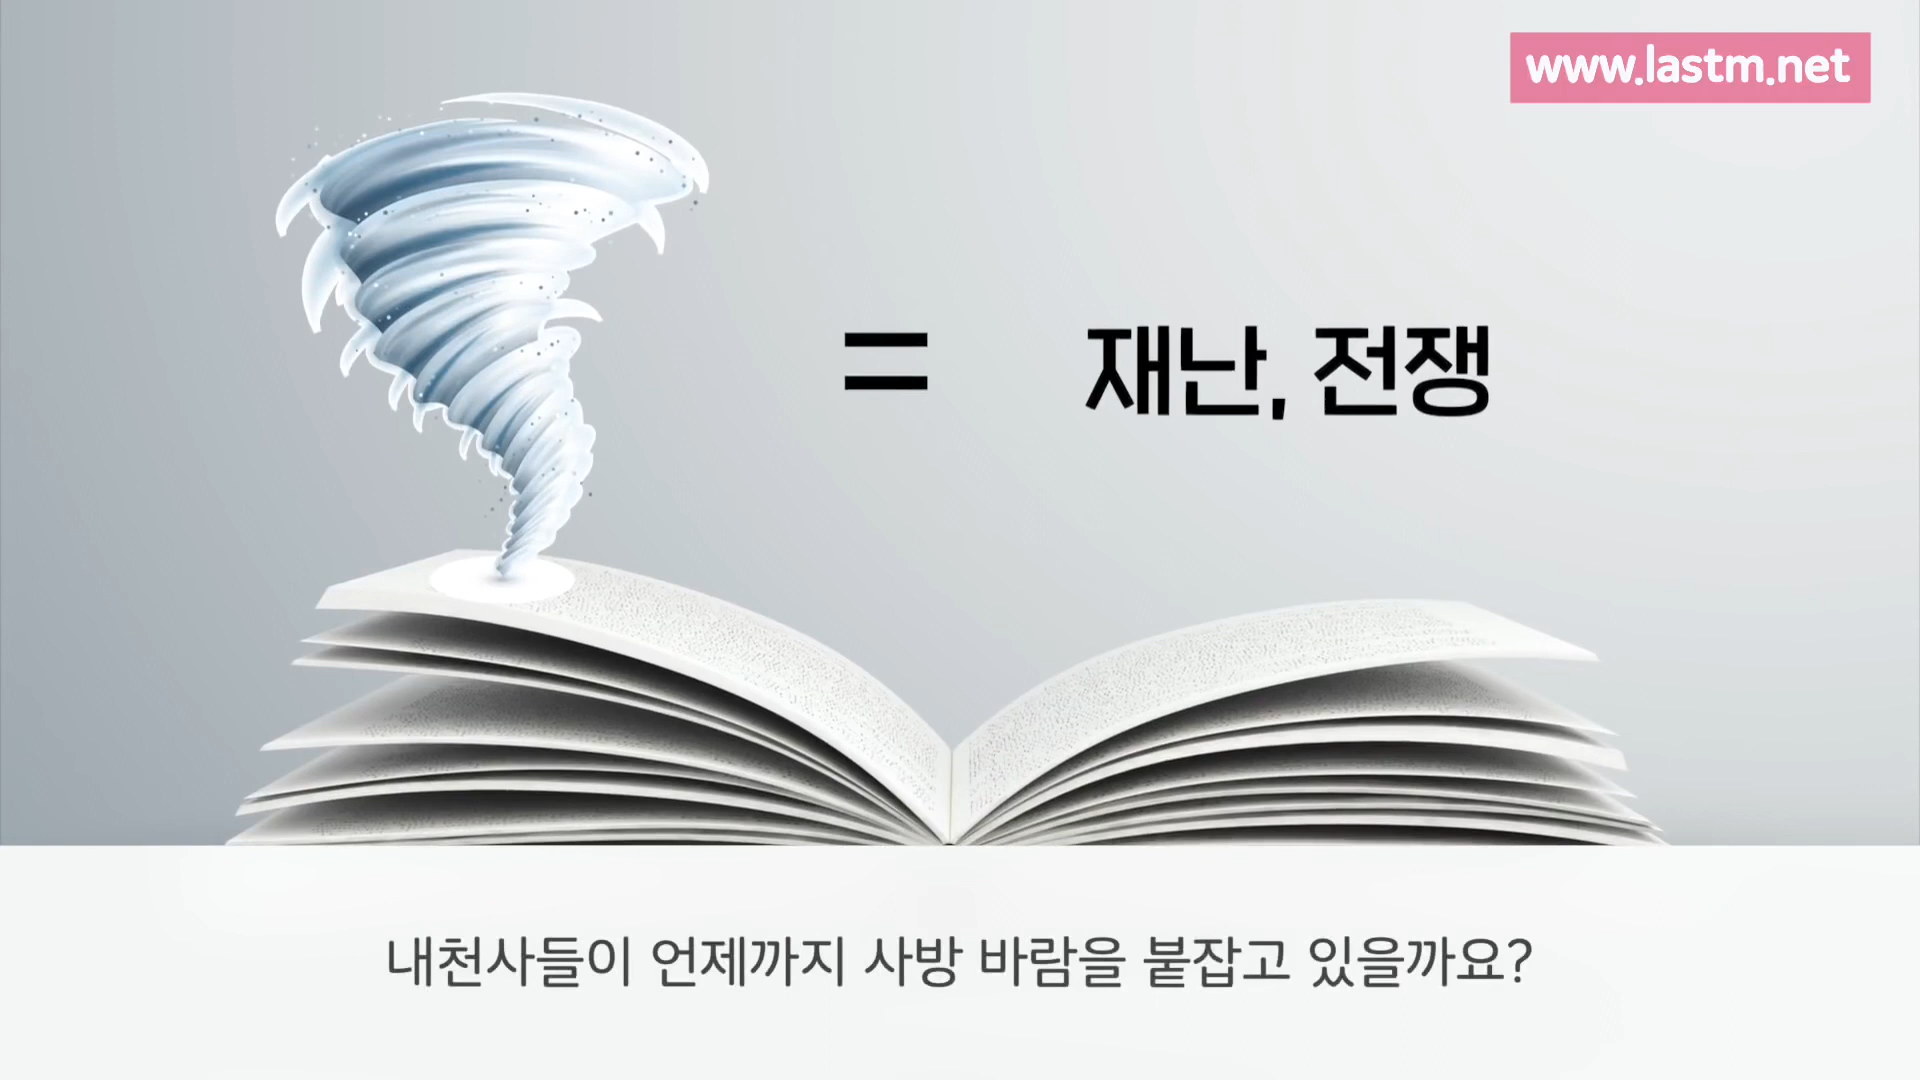 www.lastm.net
= 재난, 전쟁
내천사들이 언제까지 사방 바람을 붙잡고 있을까요?